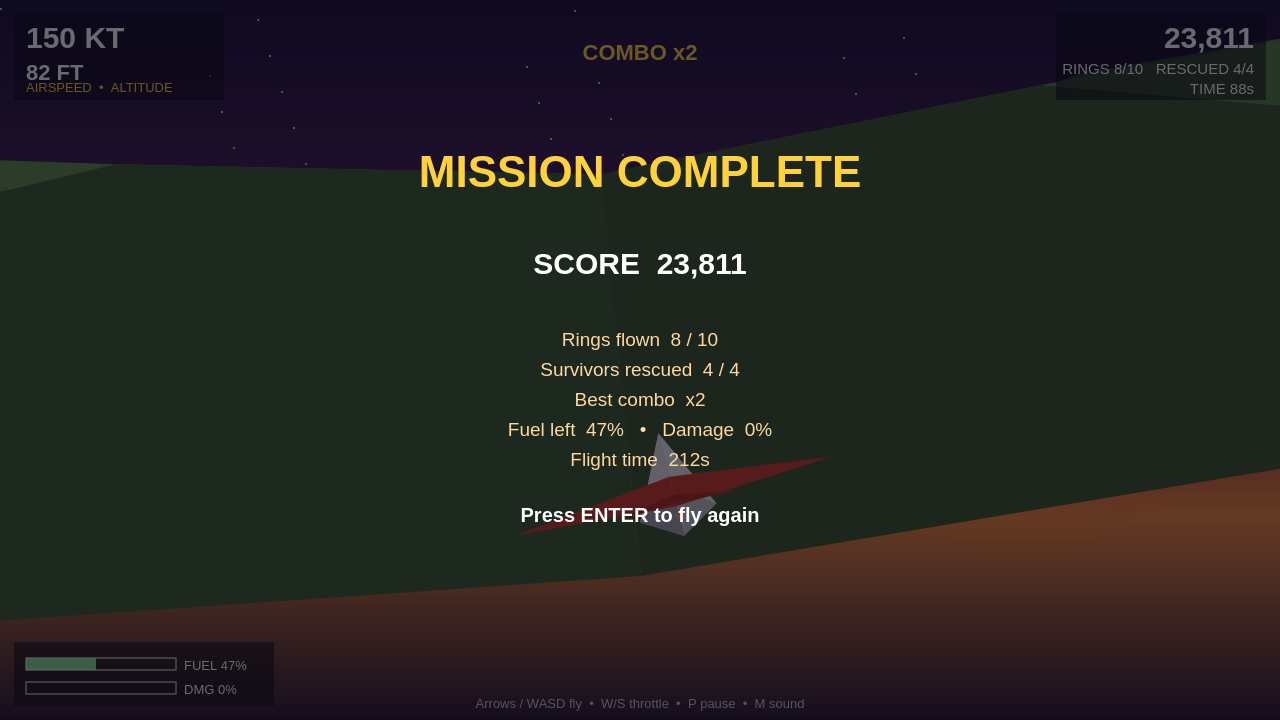 150 KT
82 FT
AIRSPEED • ALTITUDE
COMBO x2
23,811
RINGS 8/10 RESCUED 4/4
TIME 88s
MISSION COMPLETE
SCORE 23,811
Rings flown 8 / 10
Survivors rescued 4 / 4
Best combo x2
Fuel left 47% • Damage 0%
Flight time 212s
Press ENTER to fly again
FUEL 47%
DMG 0%
Arrows / WASD fly • W/S throttle • P pause • M sound